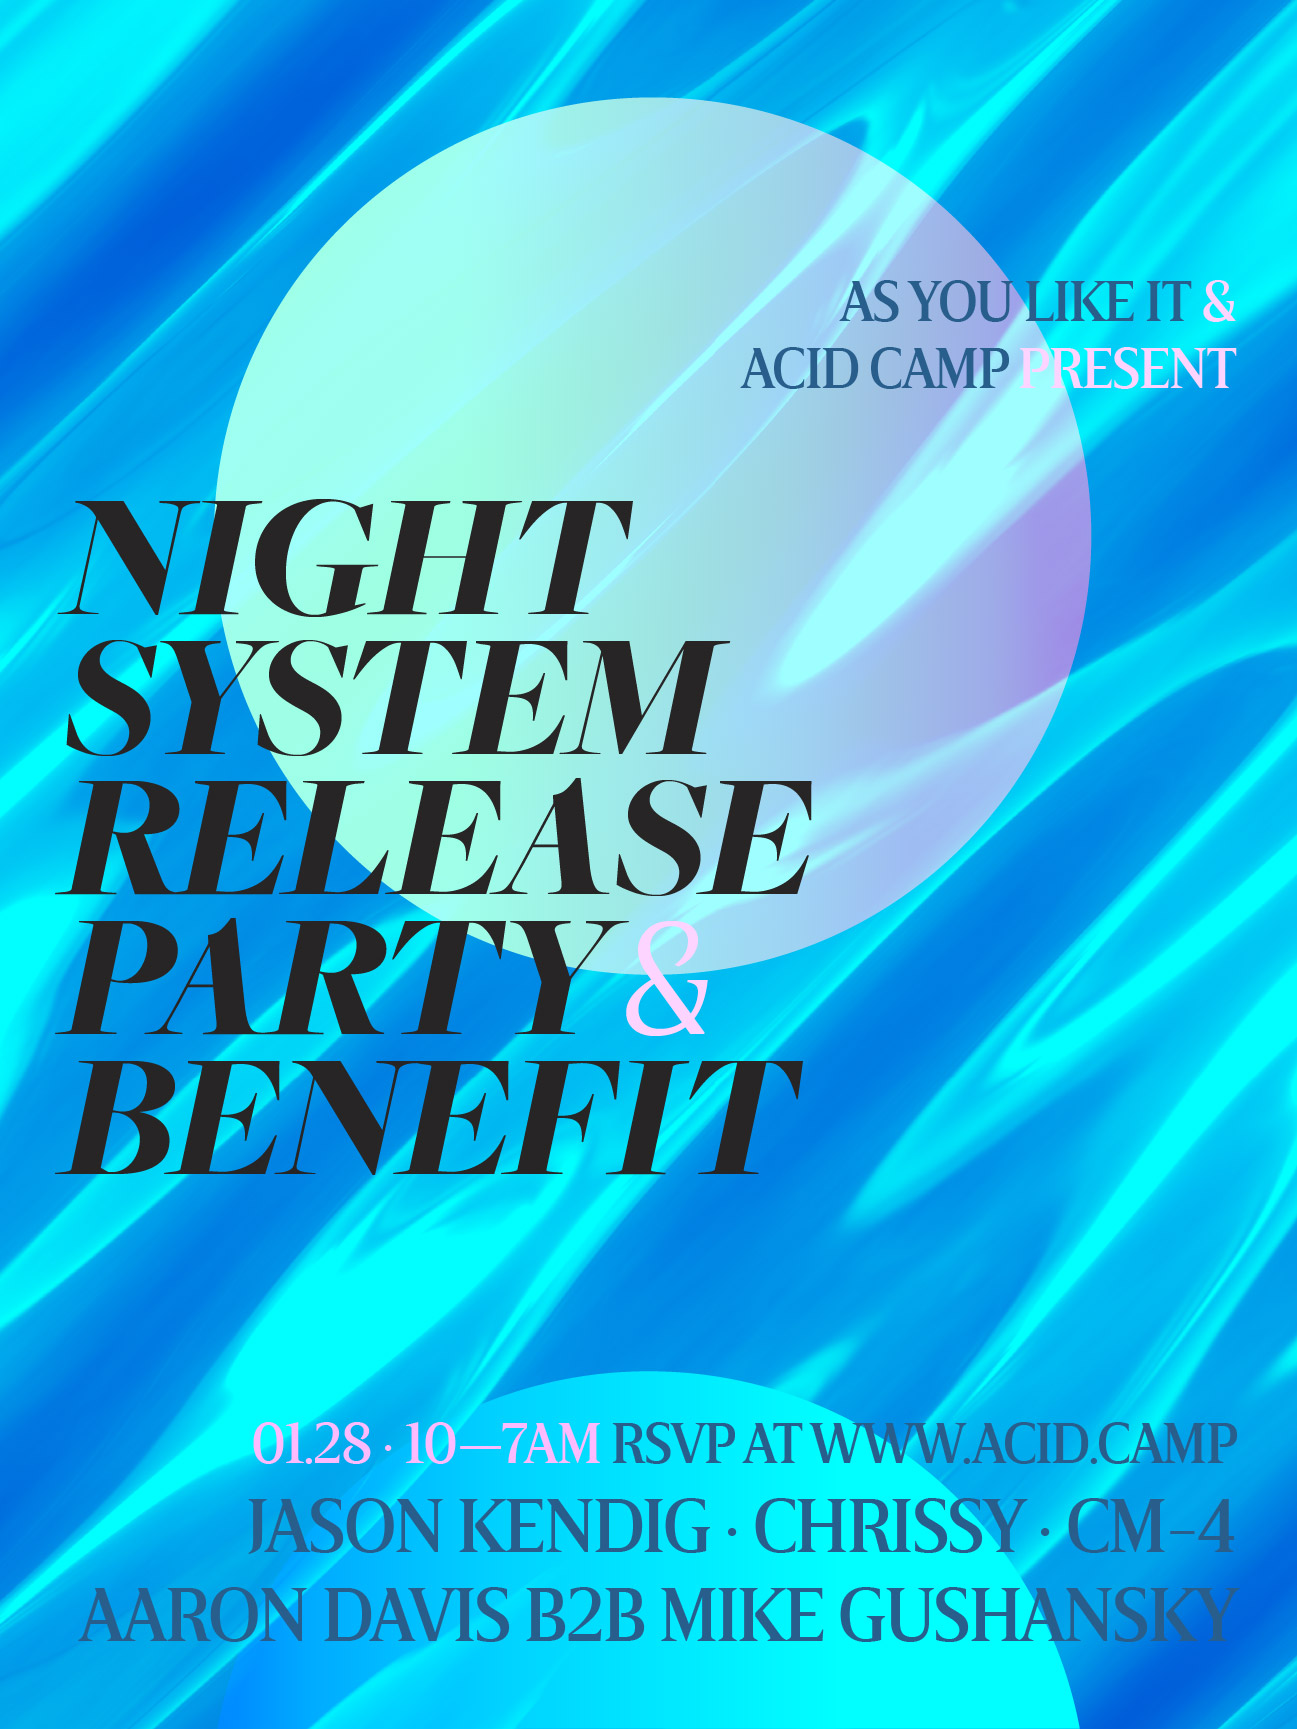 AS YOU LIKE IT &
ACID CAMP PRESENT
NIGHT
SYSTEM
RELEASE
PARTY &
BENEFIT
01.28 · 10—7AM RSVP AT WWW.ACID.CAMP
JASON KENDIG · CHRISSY · CM-4
AARON DAVIS B2B MIKE GUSHANSKY